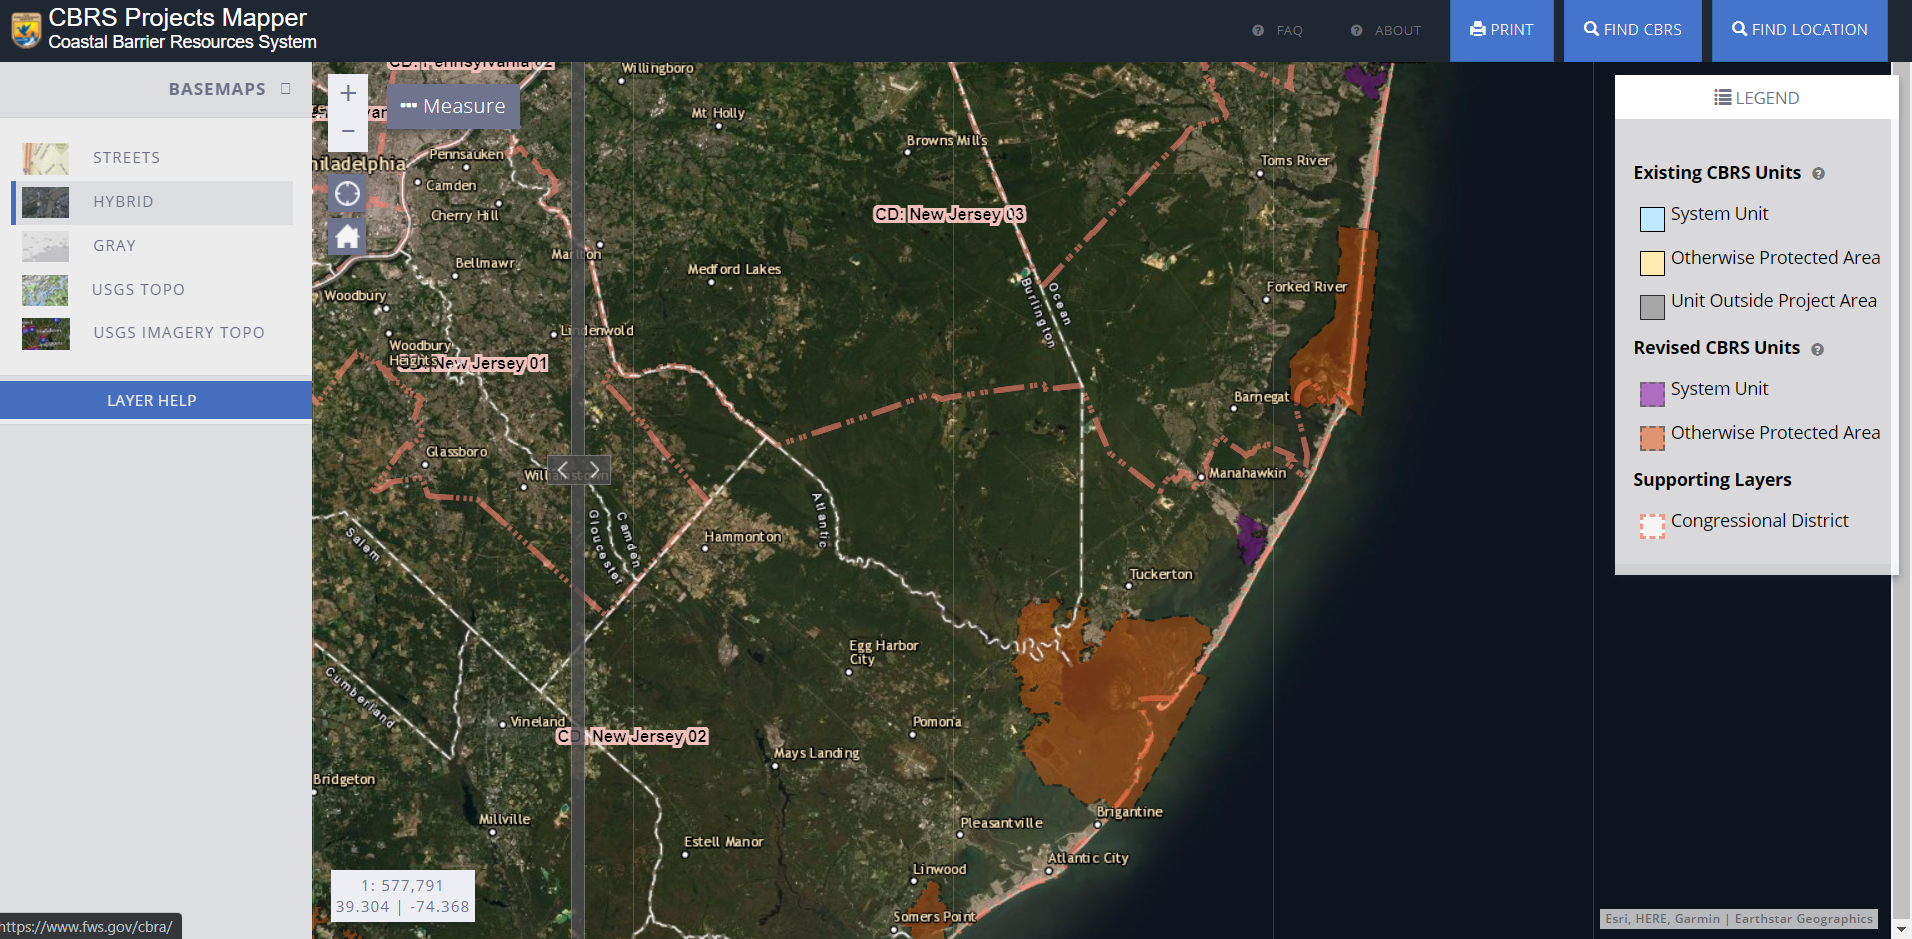 CBRS Projects Mapper
Coastal Barrier Resources System
FAQ
ABOUT
PRINT
FIND CBRS
FIND LOCATION
BASEMAPS
STREETS
HYBRID
GRAY
USGS TOPO
USGS IMAGERY TOPO
LAYER HELP
+
−
Measure
CD: Pennsylvania 02
Willingboro
Mt Holly
Browns Mills
Toms River
Pennsauken
Camden
Cherry Hill
CD: New Jersey 03
Marlton
Bellmawr
Medford Lakes
Forked River
Woodbury
Ocean
Burlington
Lindenwold
Woodbury
Heights
CD: New Jersey 01
Barnegat
Glassboro
Williamstown
Manahawkin
Atlantic
Camden
Gloucester
Salem
Hammonton
Tuckerton
Egg Harbor
City
Cumberland
Vineland
CD: New Jersey 02
Pomona
Mays Landing
Bridgeton
Millville
Estell Manor
Pleasantville
Brigantine
Atlantic City
Linwood
Somers Point
1: 577,791
39.304 | -74.368
https://www.fws.gov/cbra/
LEGEND
Existing CBRS Units
System Unit
Otherwise Protected Area
Unit Outside Project Area
Revised CBRS Units
System Unit
Otherwise Protected Area
Supporting Layers
Congressional District
Esri, HERE, Garmin | Earthstar Geographics